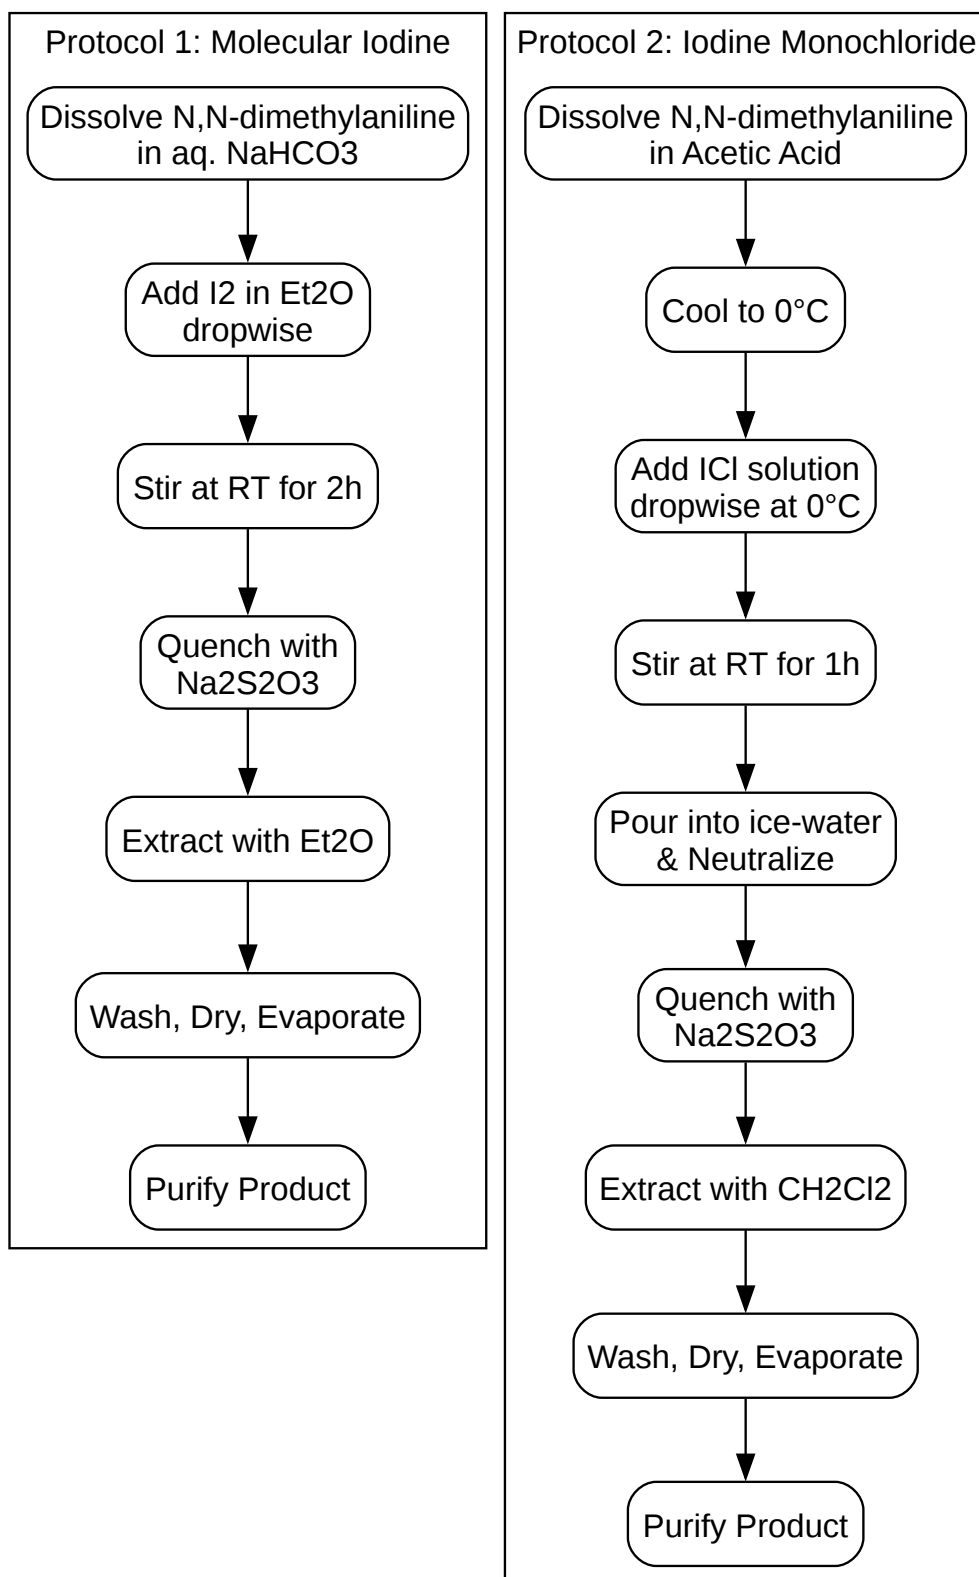 Protocol 1: Molecular Iodine
Dissolve N,N-dimethylaniline
in aq. NaHCO3
Add I2 in Et2O
dropwise
Stir at RT for 2h
Quench with
Na2S2O3
Extract with Et2O
Wash, Dry, Evaporate
Purify Product
Protocol 2: Iodine Monochloride
Dissolve N,N-dimethylaniline
in Acetic Acid
Cool to 0°C
Add ICl solution
dropwise at 0°C
Stir at RT for 1h
Pour into ice-water
& Neutralize
Quench with
Na2S2O3
Extract with CH2Cl2
Wash, Dry, Evaporate
Purify Product